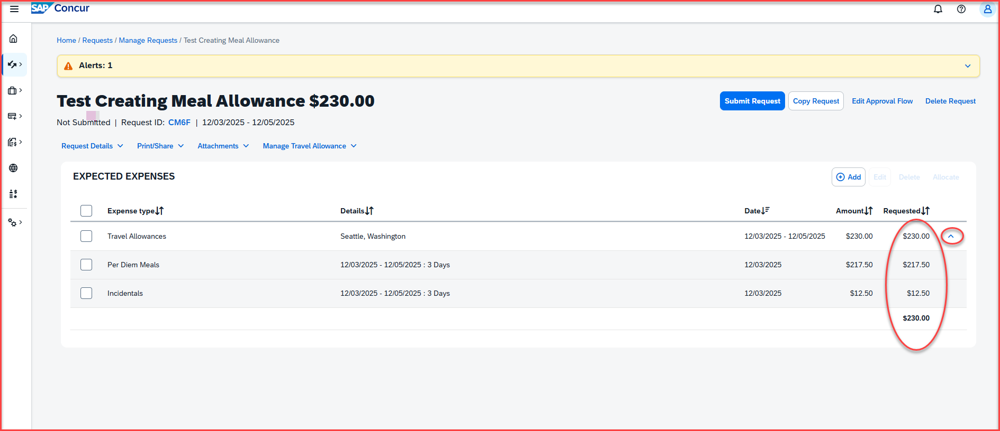 SAP Concur
Home / Requests / Manage Requests / Test Creating Meal Allowance
Alerts: 1
Test Creating Meal Allowance $230.00
Submit Request Copy Request Edit Approval Flow Delete Request
Not Submitted | Request ID: CM6F | 12/03/2025 - 12/05/2025
Request Details Print/Share Attachments Manage Travel Allowance
EXPECTED EXPENSES
Add Edit Delete Allocate
Expense type Details Date Amount Requested
Travel Allowances Seattle, Washington 12/03/2025 - 12/05/2025 $230.00 $230.00
Per Diem Meals 12/03/2025 - 12/05/2025 : 3 Days 12/03/2025 $217.50 $217.50
Incidentals 12/03/2025 - 12/05/2025 : 3 Days 12/03/2025 $12.50 $12.50
$230.00